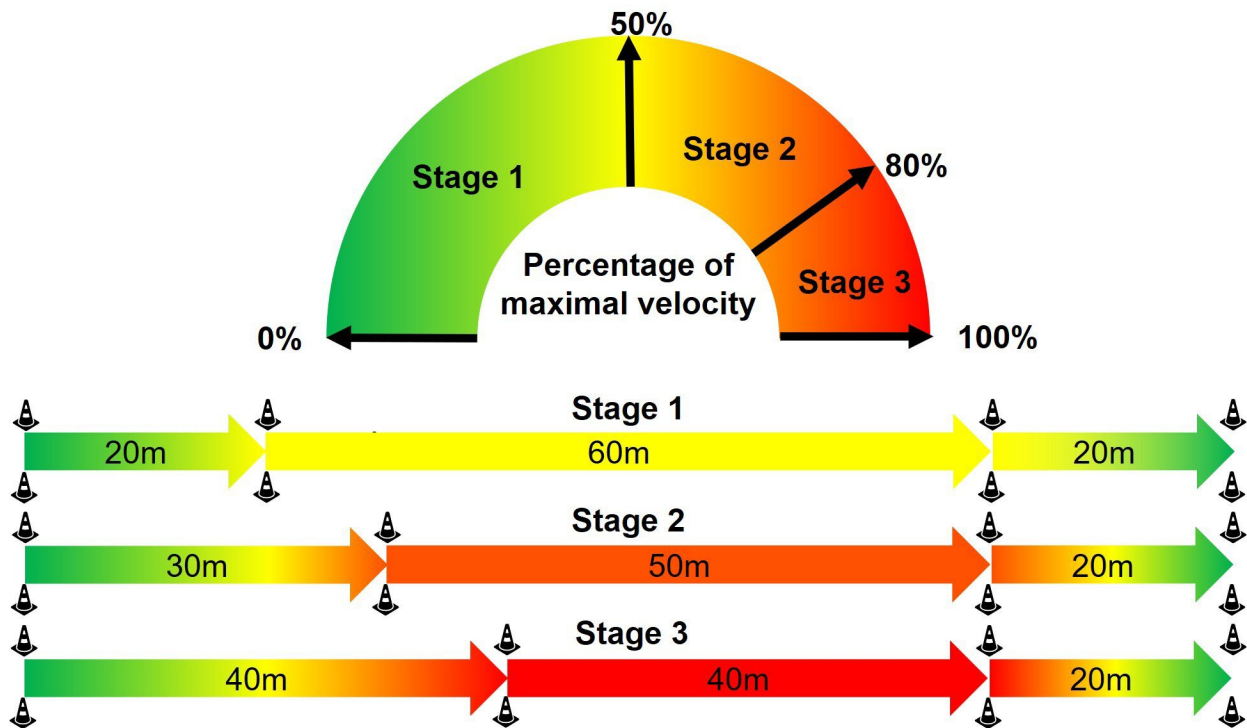 50%
Stage 1
Stage 2
80%
Percentage of
maximal velocity
Stage 3
0%
100%
Stage 1
20m
60m
20m
Stage 2
30m
50m
20m
Stage 3
40m
40m
20m